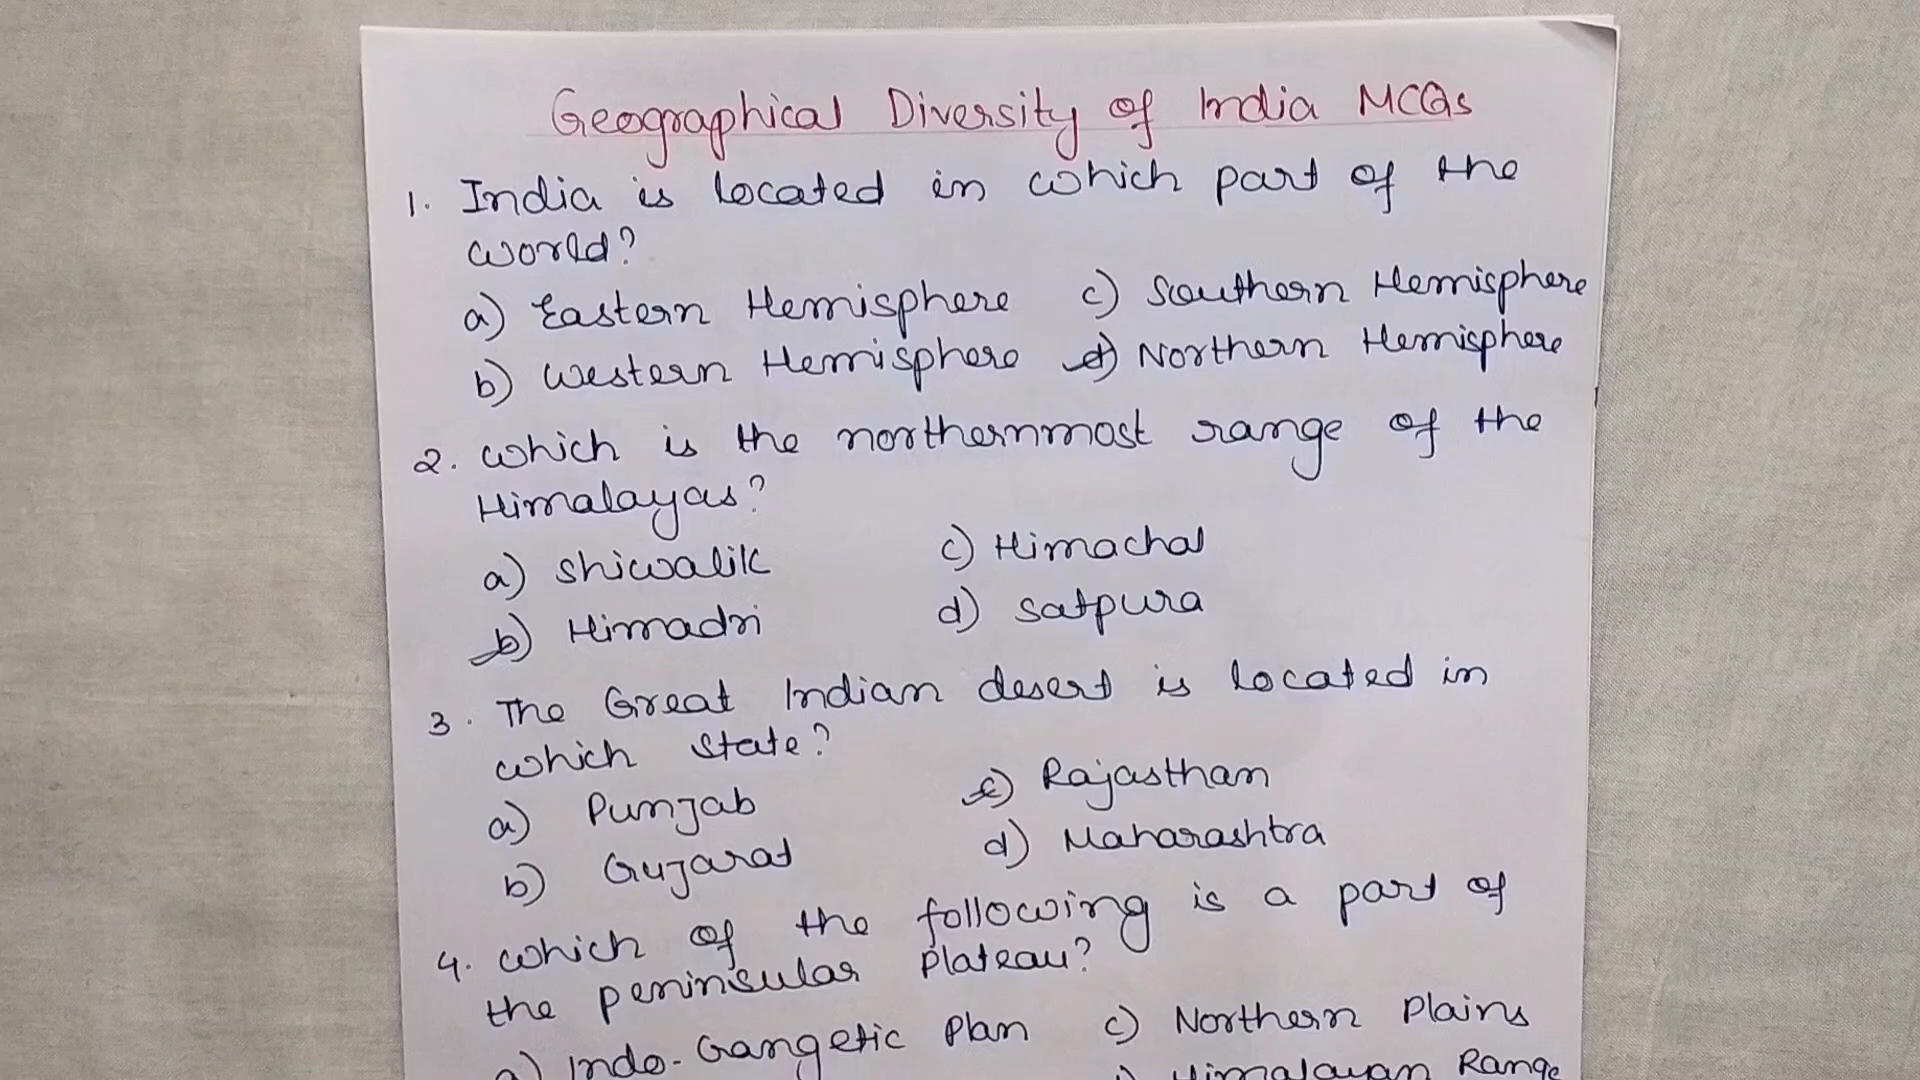 Geographical Diversity of India MCQs
1. India is located in which part of the
world?
a) Eastern Hemisphere c) Southern Hemisphere
b) Western Hemisphere d) Northern Hemisphere
2. Which is the northernmost range of the
Himalayas?
a) Shiwalik c) Himachal
b) Himadri d) Satpura
3. The Great Indian desert is located in
which state?
a) Punjab c) Rajasthan
b) Gujarat d) Maharashtra
4. Which of the following is a part of
the peninsular plateau?
a) Indo-Gangetic Plan c) Northern Plains
Himalayan Range